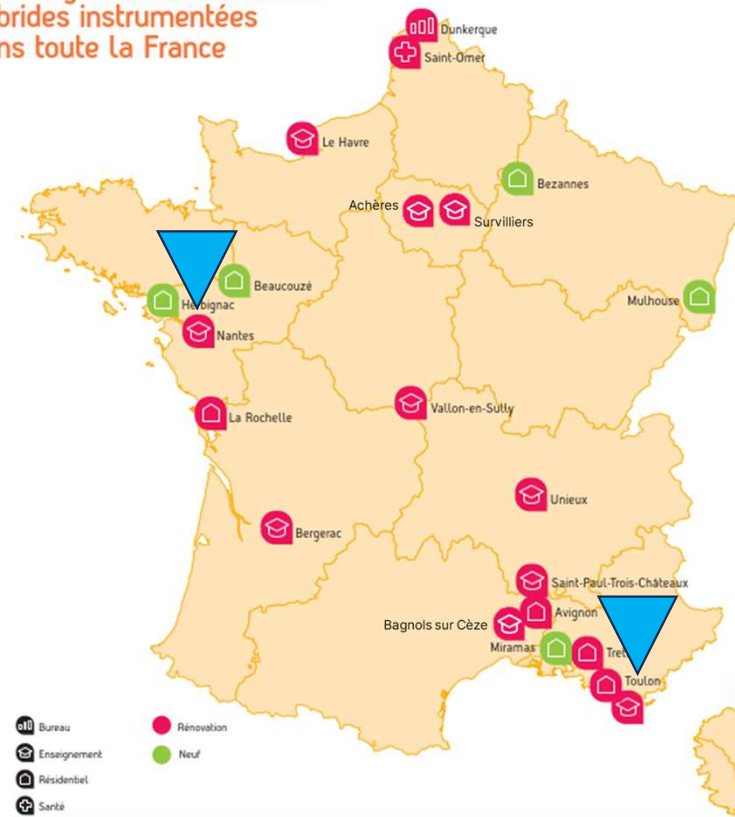 brides instrumentées
ns toute la France
Dunkerque
Saint-Omer
Le Havre
Bezannes
Achères
Survilliers
Beaucouzé
Mulhouse
Nantes
Vallon-en-Sully
La Rochelle
Unieux
Bergerac
Saint-Paul-Trois-Châteaux
Avignon
Bagnols sur Cèze
Miramas
Toulon
Bureau
Rénovation
Enseignement
Neuf
Résidentiel
Santé